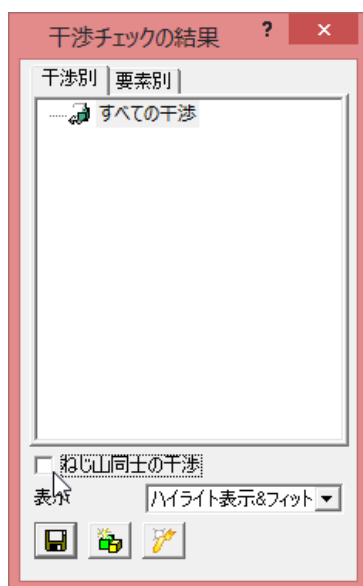 干渉チェックの結果 ?
干渉別 要素別
すべての干渉
ねじ山同士の干渉
表示 ハイライト表示&フィット